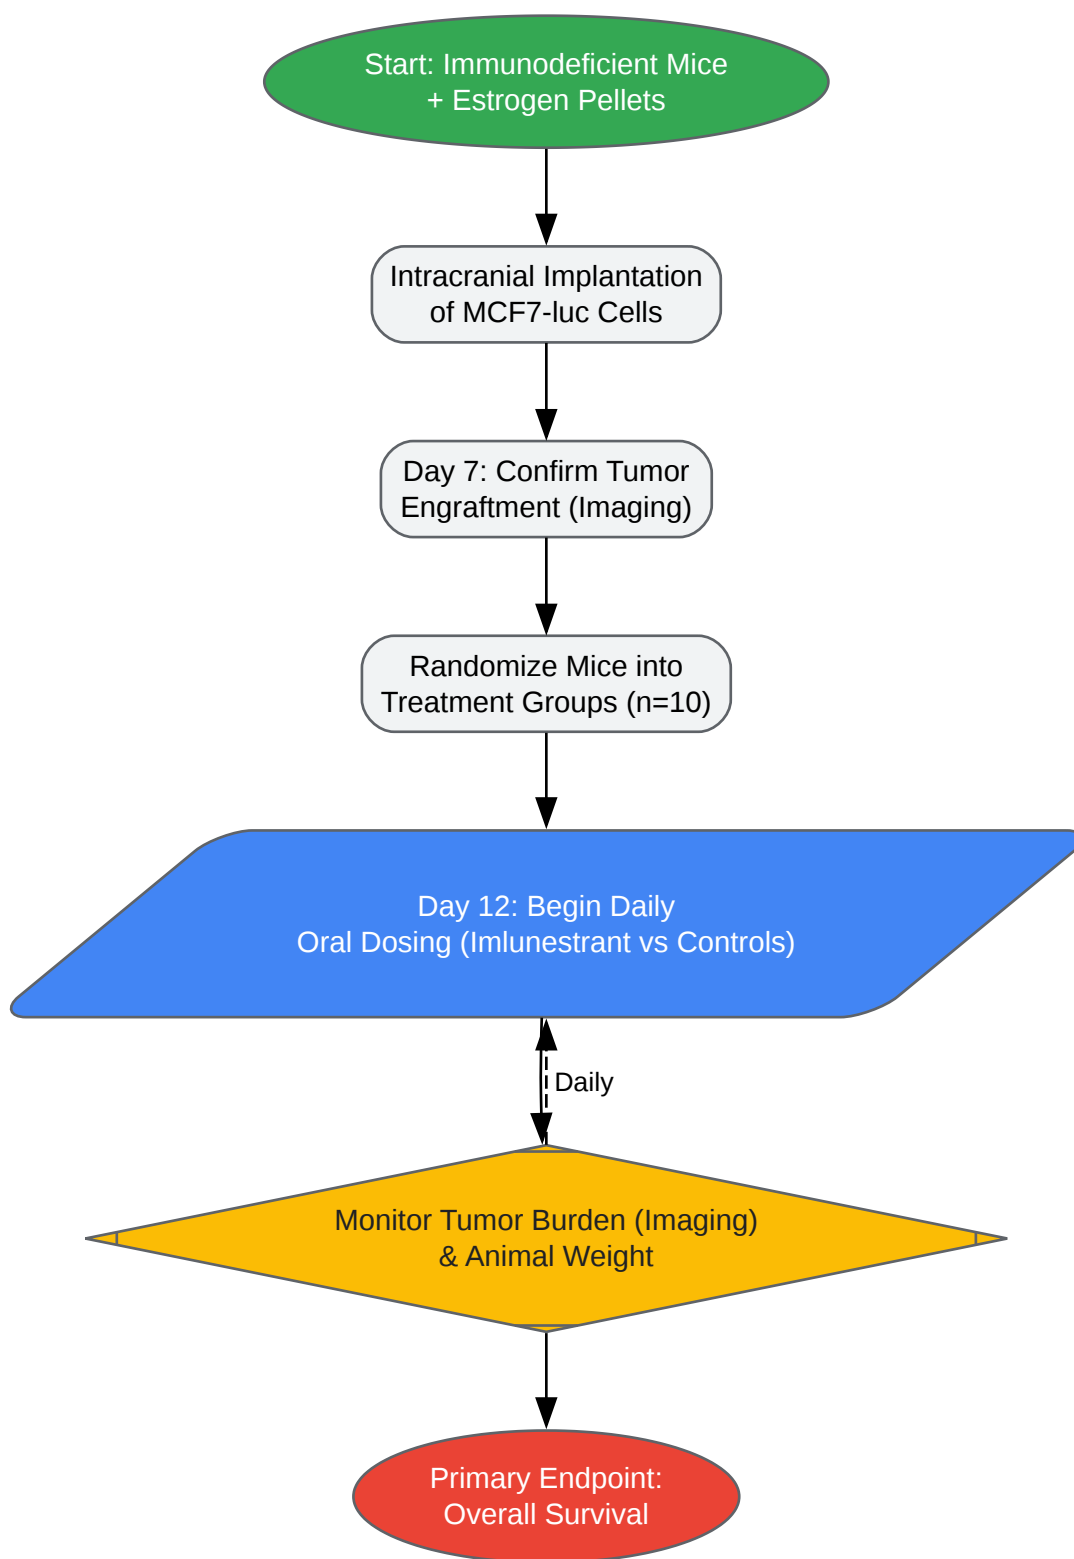 Start: Immunodeficient Mice
+ Estrogen Pellets
Intracranial Implantation
of MCF7-luc Cells
Day 7: Confirm Tumor
Engraftment (Imaging)
Randomize Mice into
Treatment Groups (n=10)
Day 12: Begin Daily
Oral Dosing (Imlunestrant vs Controls)
Daily
Monitor Tumor Burden (Imaging)
& Animal Weight
Primary Endpoint:
Overall Survival